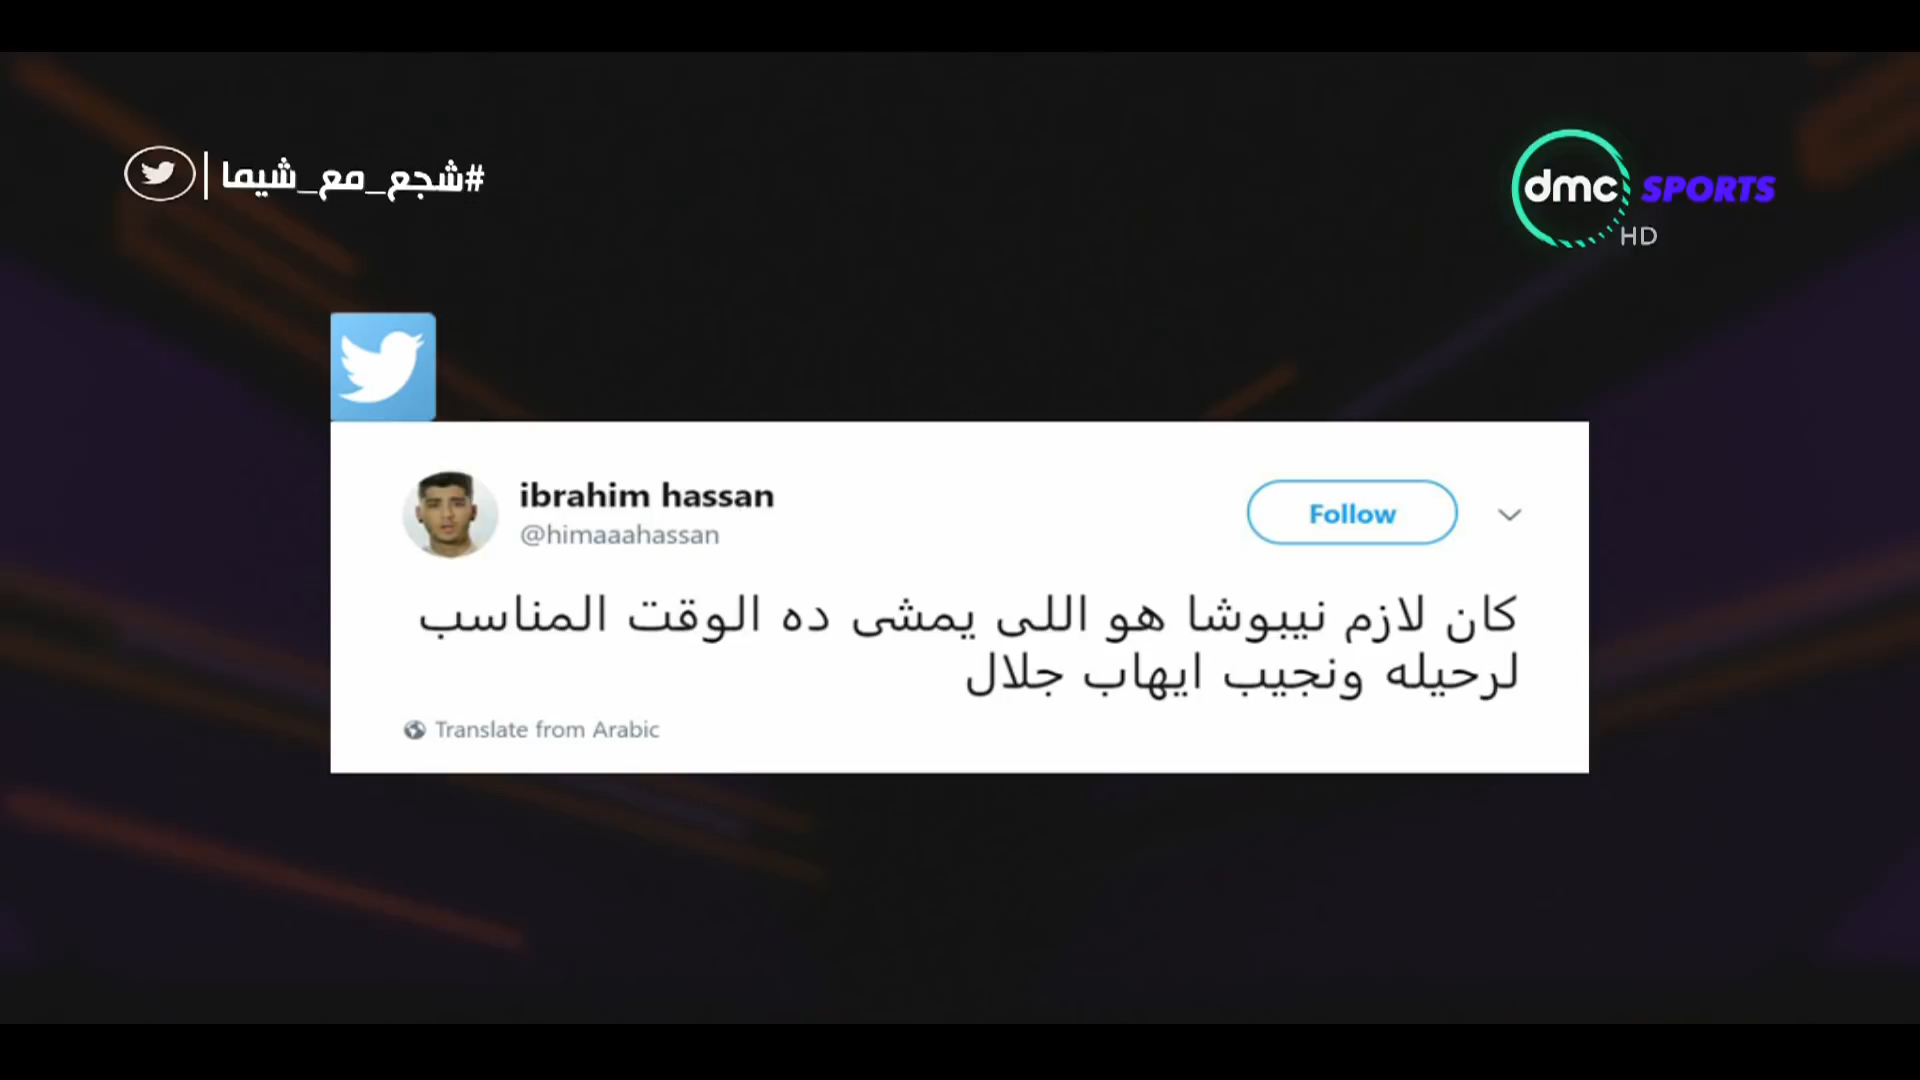 #شجع_مع_شيما
dmc SPORTS
HD
ibrahim hassan
@himaaahassan
Follow
كان لازم نيبوشا هو اللى يمشى ده الوقت المناسب
لرحيله ونجيب ايهاب جلال
Translate from Arabic